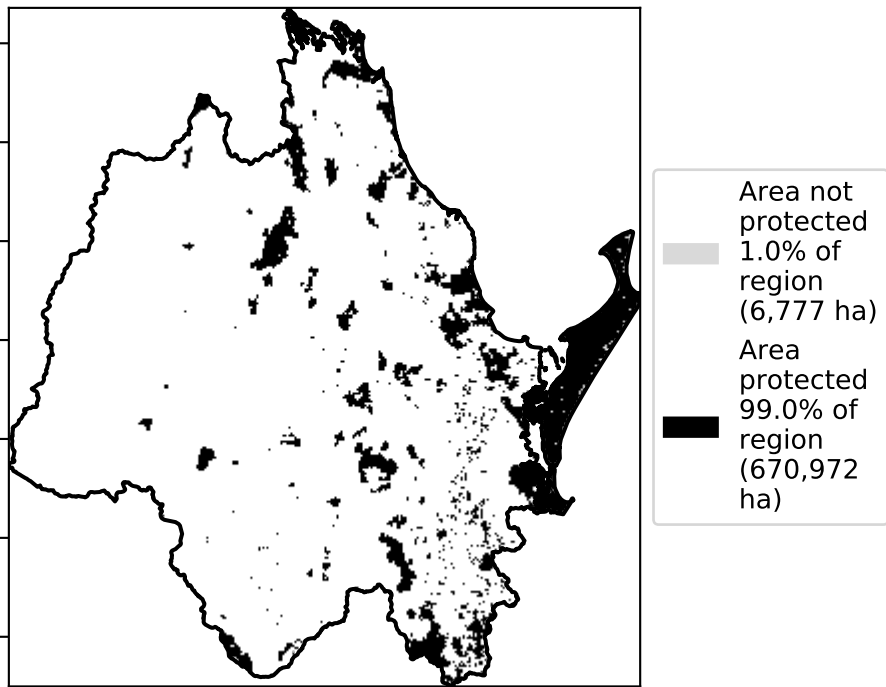 Area not
protected
1.0% of
region
(6,777 ha)
Area
protected
99.0% of
region
(670,972
ha)